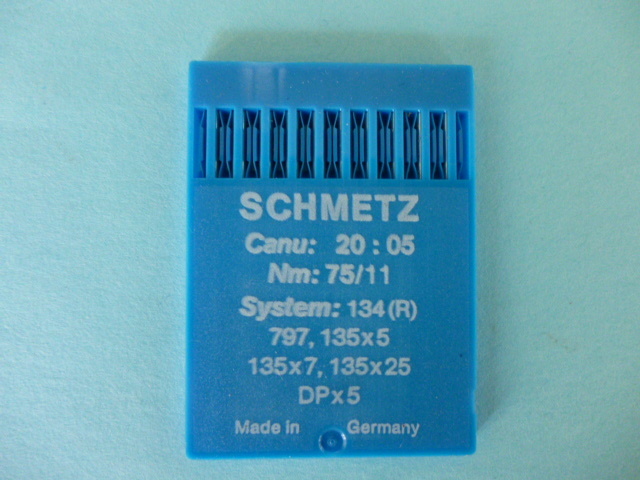 SCHMETZ
Canu: 20 : 05
Nm: 75/11
System: 134 (R)
797, 135x5
135x7, 135x25
DPx5
Made in Germany